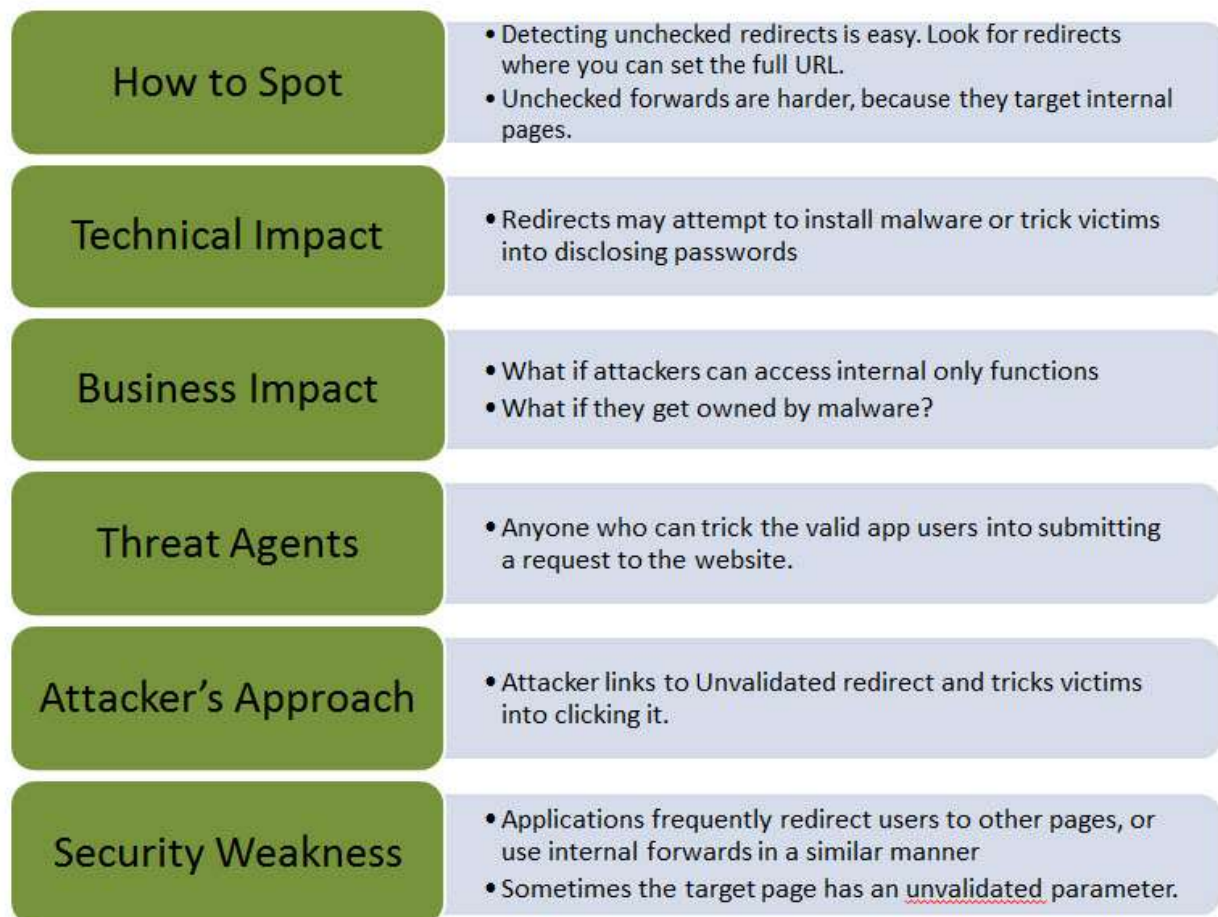 How to Spot
• Detecting unchecked redirects is easy. Look for redirects
where you can set the full URL.
• Unchecked forwards are harder, because they target internal
pages.
Technical Impact
• Redirects may attempt to install malware or trick victims
into disclosing passwords
Business Impact
• What if attackers can access internal only functions
• What if they get owned by malware?
Threat Agents
• Anyone who can trick the valid app users into submitting
a request to the website.
Attacker’s Approach
• Attacker links to Unvalidated redirect and tricks victims
into clicking it.
Security Weakness
• Applications frequently redirect users to other pages, or
use internal forwards in a similar manner
• Sometimes the target page has an unvalidated parameter.